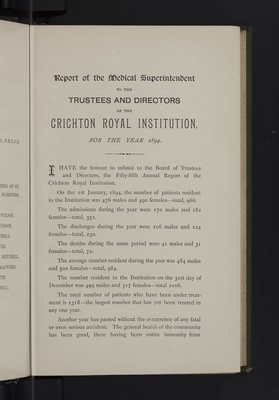 Report of the Medical Superintendent
TO THE
TRUSTEES AND DIRECTORS
OF THE
CRICHTON ROYAL INSTITUTION.
FOR THE YEAR 1894.
I HAVE the honour to submit to the Board of Trustees
and Directors, the Fifty-fifth Annual Report of the
Crichton Royal Institution.
On the 1st January, 1894, the number of patients resident
in the Institution was 476 males and 490 females—total, 966.
The admissions during the year were 170 males and 182
females—total, 352.
The discharges during the year were 106 males and 124
females—total, 230.
The deaths during the same period were 41 males and 31
females—total, 72.
The average number resident during the year was 484 males
and 500 females—total, 984.
The number resident in the Institution on the 31st day of
December was 499 males and 517 females—total 1016.
The total number of patients who have been under treat-
ment is 1318—the largest number that has yet been treated in
any one year.
Another year has passed without the occurrence of any fatal
or even serious accident. The general health of the community
has been good, there having been entire immunity from